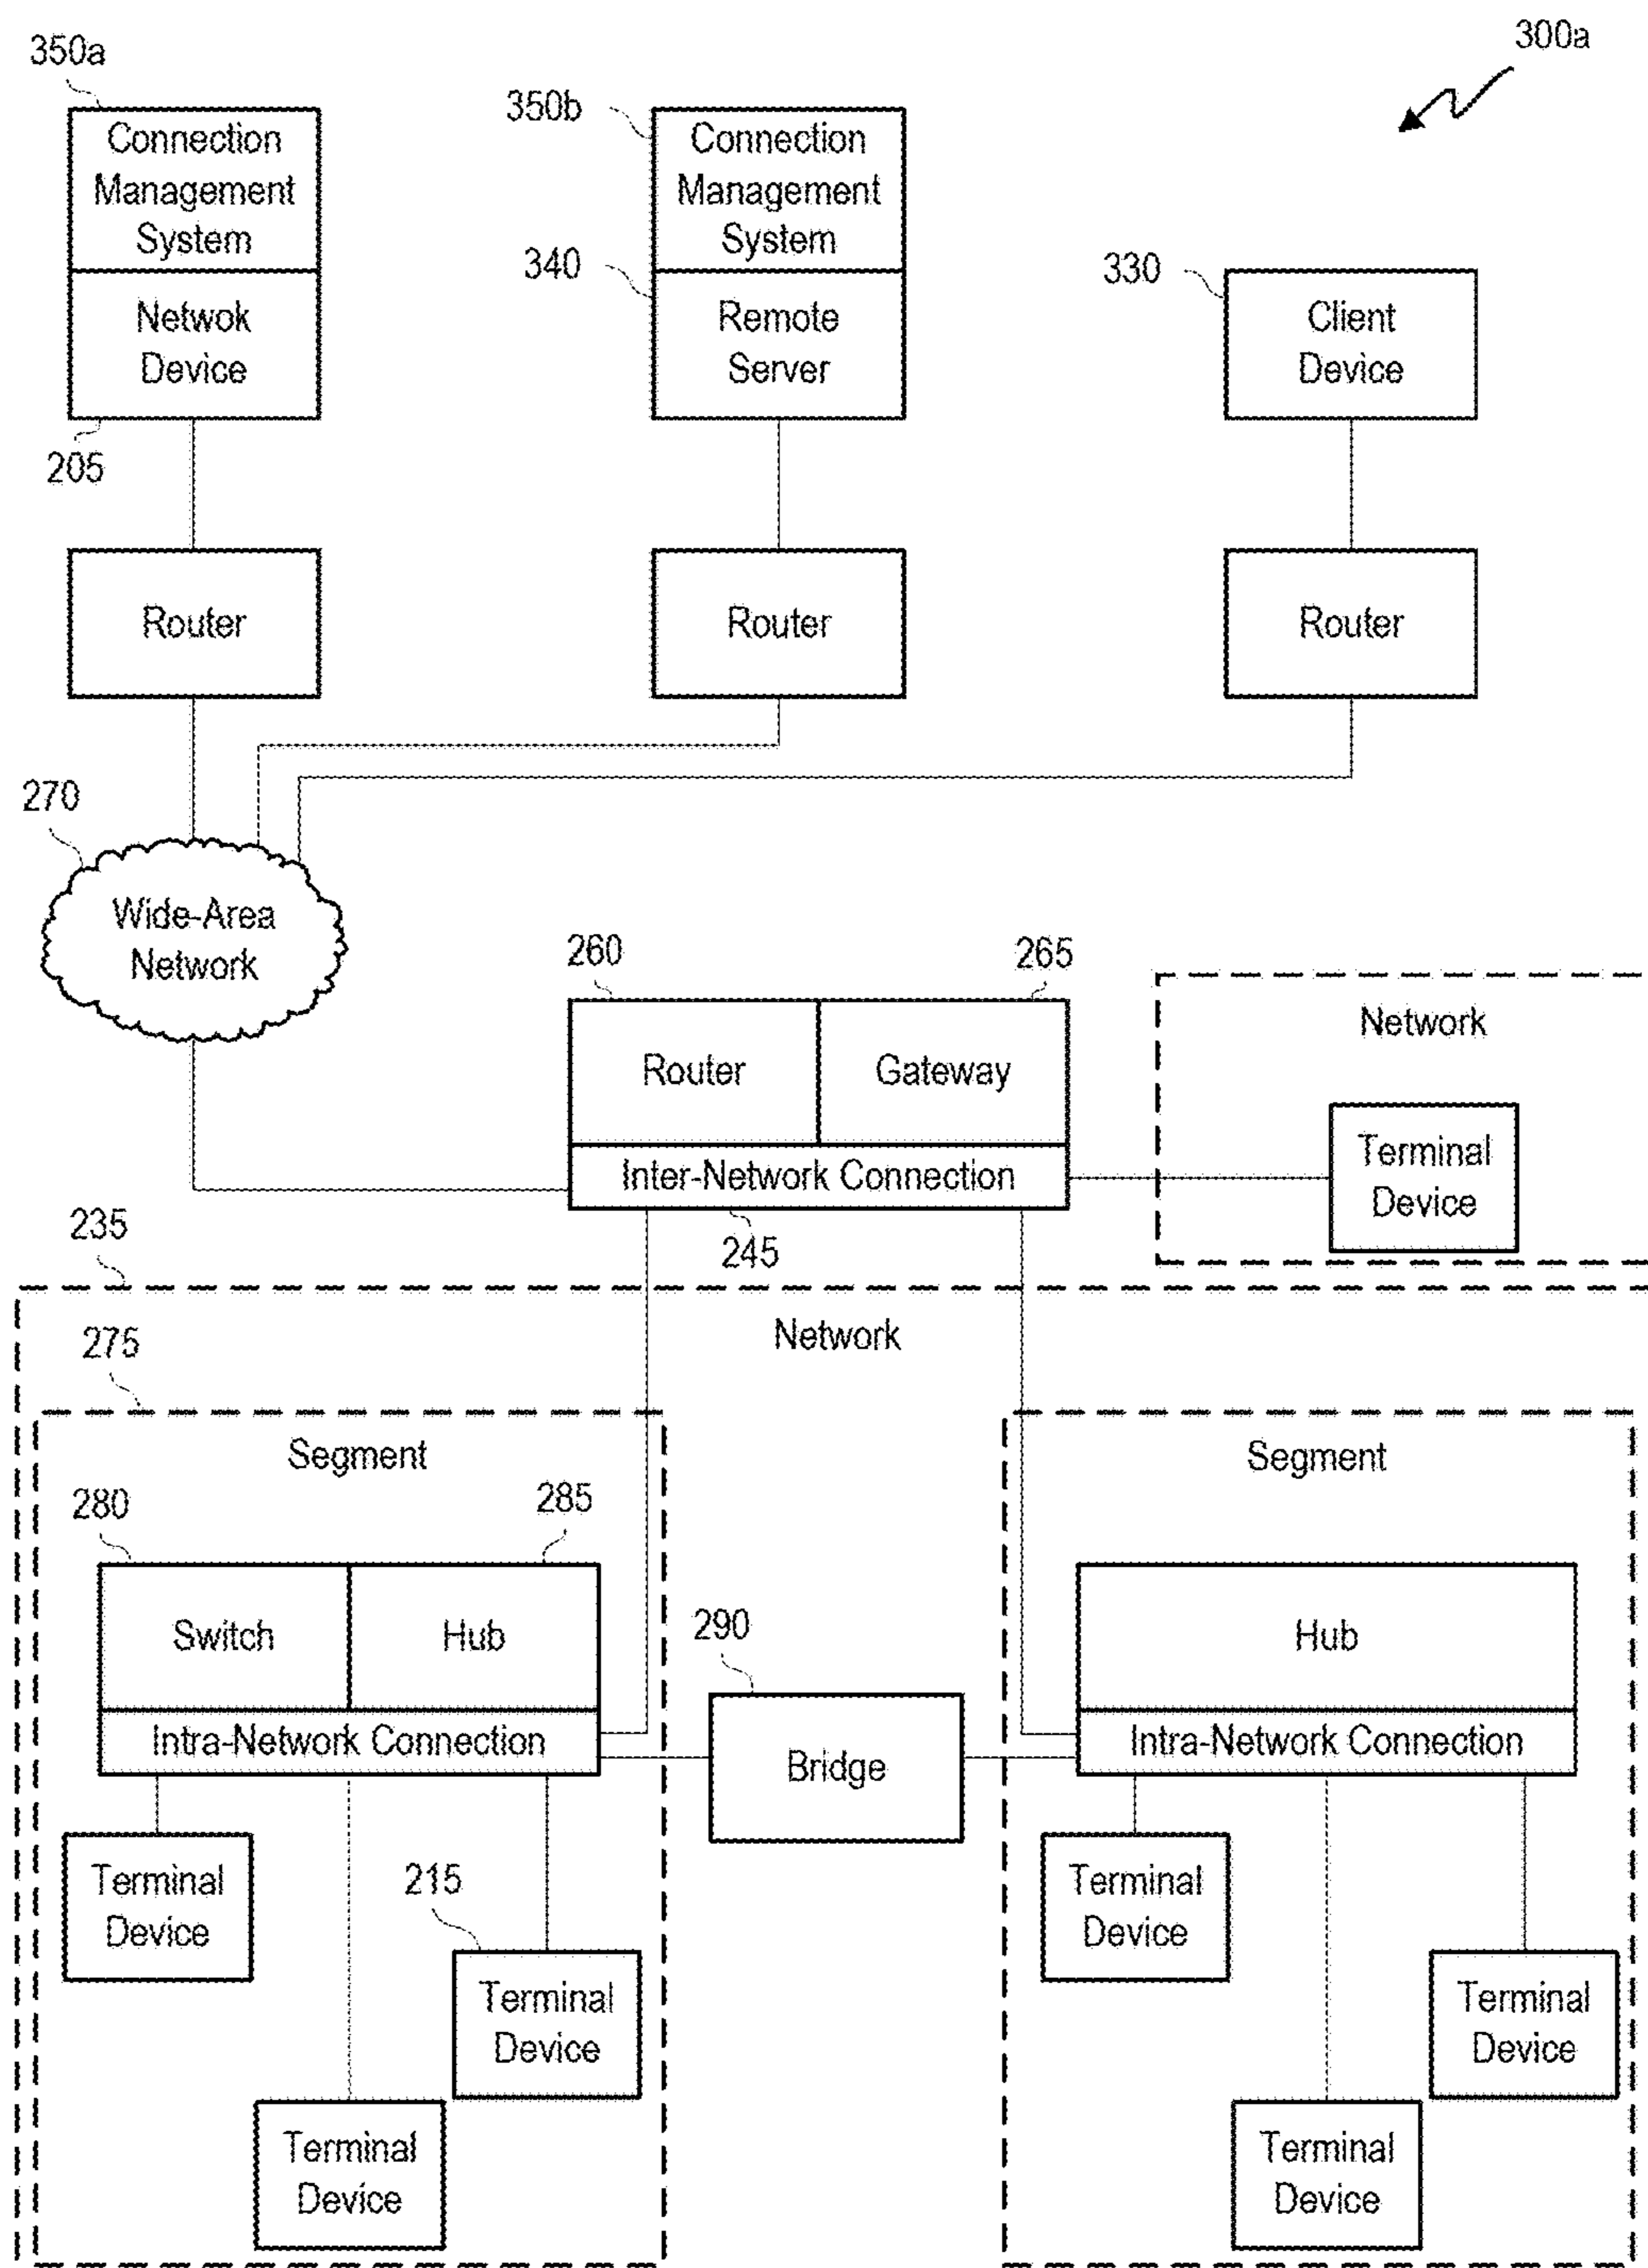 300a
350a
Connection
Management
System
Netwok
Device
205
350b
Connection
Management
System
340
Remote
Server
330
Client
Device
Router
Router
Router
270
Wide-Area
Network
260
265
Router
Gateway
Inter-Network Connection
245
Network
Terminal
Device
235
Network
275
Segment
280
285
Switch
Hub
Intra-Network Connection
290
Bridge
Segment
Hub
Intra-Network Connection
Terminal
Device
215
Terminal
Device
Terminal
Device
Terminal
Device
Terminal
Device
Terminal
Device